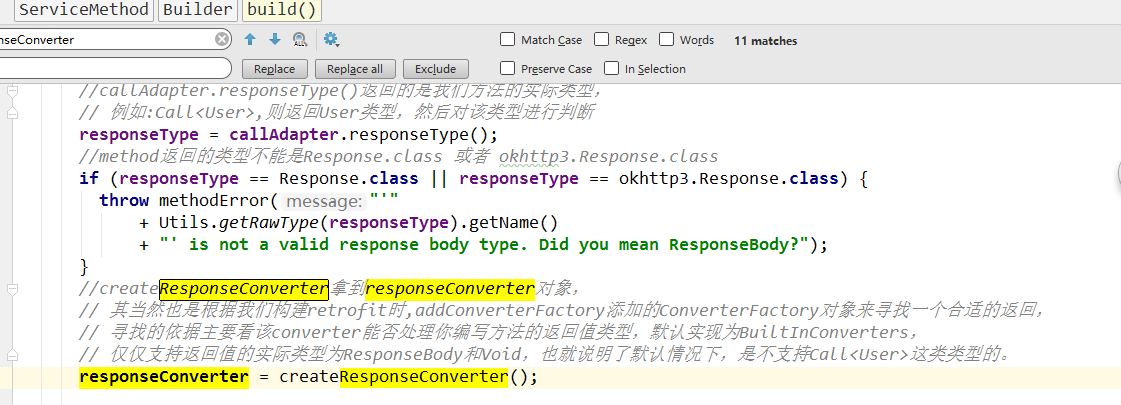 ServiceMethod Builder build()
nseConverter Match Case Regex Words 11 matches
Replace Replace all Exclude Preserve Case In Selection
//callAdapter.responseType()返回的是我们方法的实际类型，
// 例如:Call<User>,则返回User类型，然后对该类型进行判断
responseType = callAdapter.responseType();
//method返回的类型不能是Response.class 或者 okhttp3.Response.class
if (responseType == Response.class || responseType == okhttp3.Response.class) {
throw methodError( message: "'"
+ Utils.getRawType(responseType).getName()
+ "' is not a valid response body type. Did you mean ResponseBody?");
}
//createResponseConverter拿到responseConverter对象，
// 其当然也是根据我们构建retrofit时,addConverterFactory添加的ConverterFactory对象来寻找一个合适的返回，
// 寻找的依据主要看该converter能否处理你编写方法的返回值类型，默认实现为BuiltInConverters，
// 仅仅支持返回值的实际类型为ResponseBody和Void，也就说明了默认情况下，是不支持Call<User>这类类型的。
responseConverter = createResponseConverter();